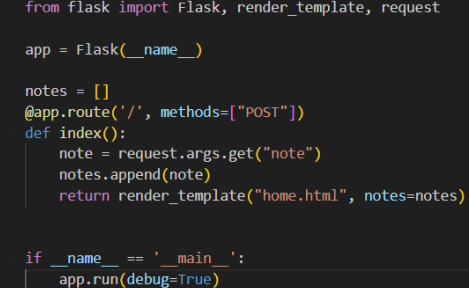 from flask import Flask, render_template, request
app = Flask(__name__)
notes = []
@app.route('/', methods=["POST"])
def index():
    note = request.args.get("note")
    notes.append(note)
    return render_template("home.html", notes=notes)
if __name__ == '__main__':
    app.run(debug=True)